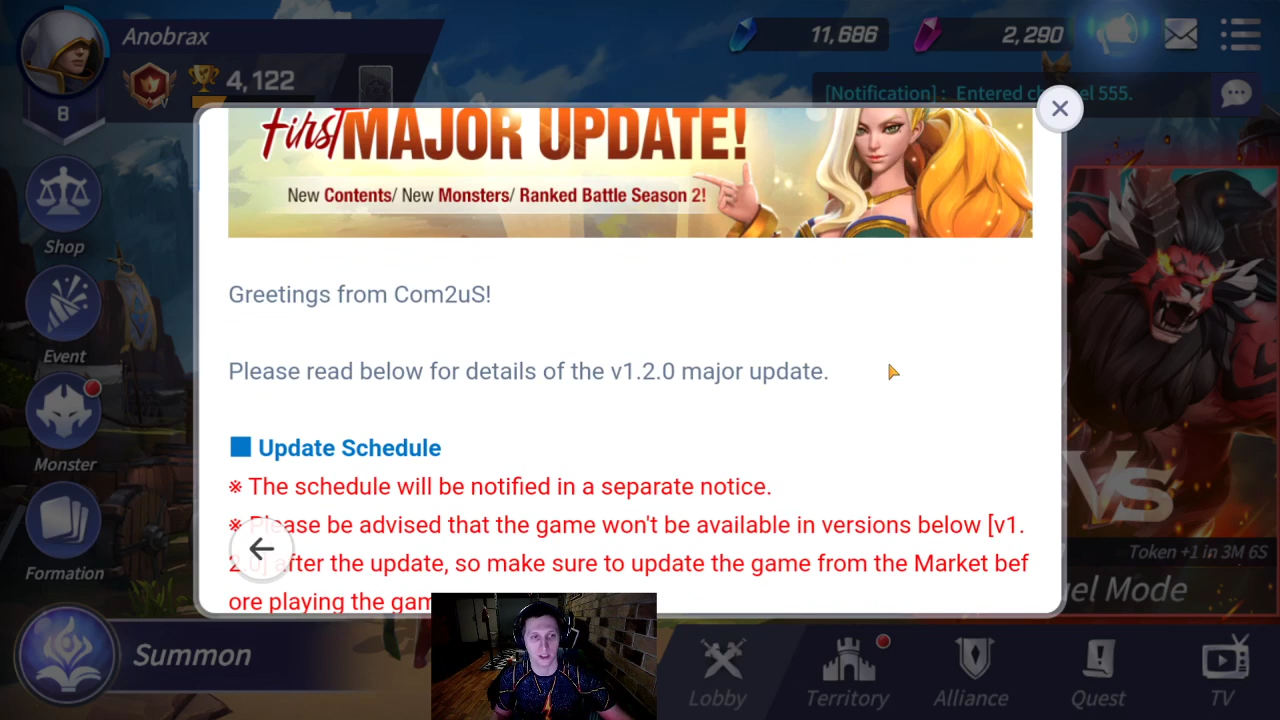 Anobrax
11,686
2,290
4,122
8
[Notification] : Entered ch el 555.
First MAJOR UPDATE!
New Contents/ New Monsters/ Ranked Battle Season 2!
Greetings from Com2uS!
Please read below for details of the v1.2.0 major update.
Update Schedule
※ The schedule will be notified in a separate notice.
※ Please be advised that the game won't be available in versions below [v1.
2.0] after the update, so make sure to update the game from the Market bef
ore playing the gam
Shop
Event
Monster
Formation
Summon
VS
Token +1 in 3M 6S
uel Mode
Lobby
Territory
Alliance
Quest
TV